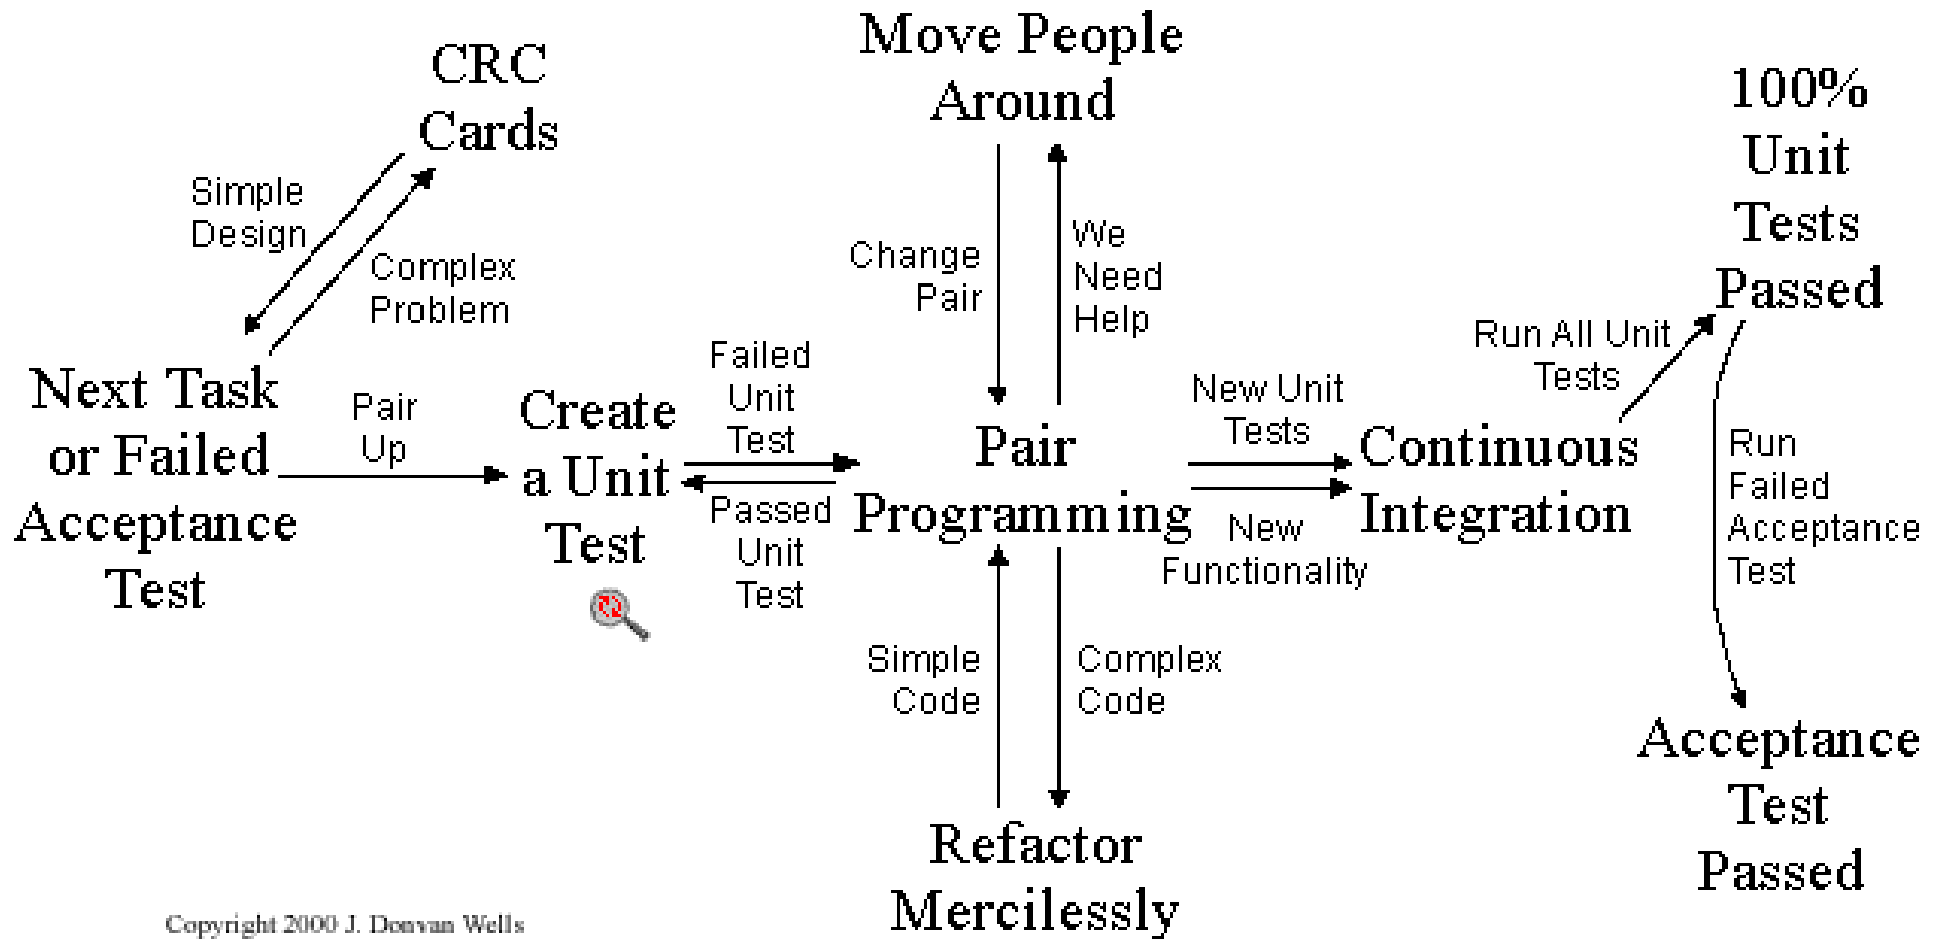 CRC
Cards
Simple
Design
Complex
Problem
Next Task
or Failed
Acceptance
Test
Pair
Up
Create
a Unit
Test
Failed
Unit
Test
Passed
Unit
Test
Move People
Around
Change
Pair
We
Need
Help
Pair
Programming
Simple
Code
Complex
Code
Refactor
Mercilessly
New Unit
Tests
New
Functionality
Continuous
Integration
Run All Unit
Tests
100%
Unit
Tests
Passed
Run
Failed
Acceptance
Test
Acceptance
Test
Passed
Copyright 2000 J. Donvan Wells